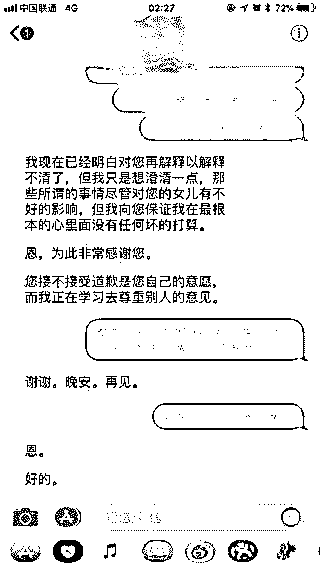 中国联通 4G 02:27 72%
1
我现在已经明白对您再解释以解释
不清了，但我只是想澄清一点，那
些所谓的事情尽管对您的女儿有不
好的影响，但我向您保证我在最根
本的心里面没有任何坏的打算。
恩，为此非常感谢您。
您接不接受道歉是您自己的意愿，
而我正在学习去尊重别人的意见。
谢谢。晚安。再见。
恩。
好的。